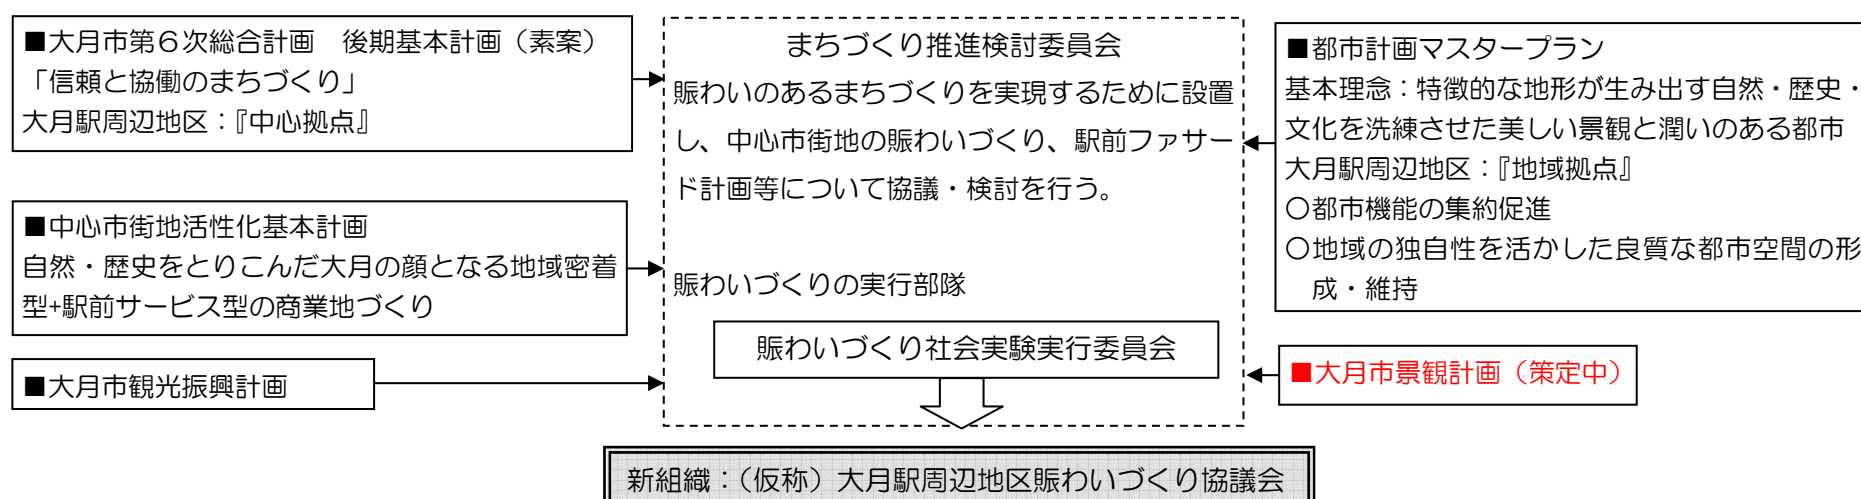 ■大月市第６次総合計画　後期基本計画（素案）
「信頼と協働のまちづくり」
大月駅周辺地区：『中心拠点』
■中心市街地活性化基本計画
自然・歴史をとりこんだ大月の顔となる地域密着
型+駅前サービス型の商業地づくり
■大月市観光振興計画
まちづくり推進検討委員会
賑わいのあるまちづくりを実現するために設置
し、中心市街地の賑わいづくり、駅前ファサー
ド計画等について協議・検討を行う。
賑わいづくりの実行部隊
賑わいづくり社会実験実行委員会
■都市計画マスタープラン
基本理念：特徴的な地形が生み出す自然・歴史・
文化を洗練させた美しい景観と潤いのある都市
大月駅周辺地区：『地域拠点』
〇都市機能の集約促進
〇地域の独自性を活かした良質な都市空間の形
成・維持
■大月市景観計画（策定中）
新組織：（仮称）大月駅周辺地区賑わいづくり協議会